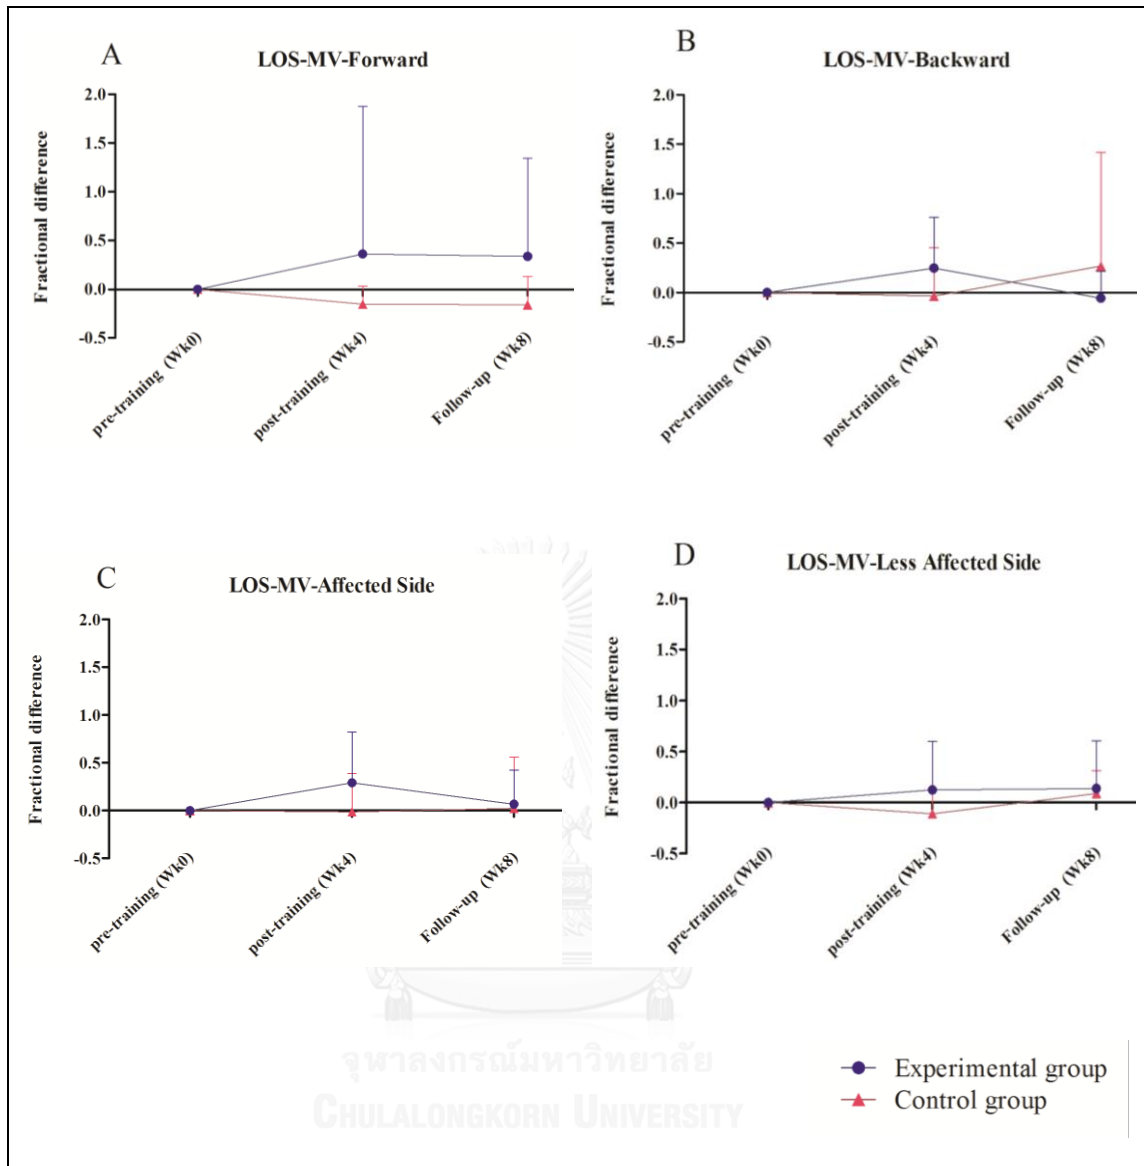 A
LOS-MV-Forward
Fractional difference
2.0
1.5
1.0
0.5
0.0
-0.5
pre-training (Wk0)
post-training (Wk4)
Follow-up (Wk8)
B
LOS-MV-Backward
Fractional difference
2.0
1.5
1.0
0.5
0.0
-0.5
pre-training (Wk0)
post-training (Wk4)
Follow-up (Wk8)
C
LOS-MV-Affected Side
Fractional difference
2.0
1.5
1.0
0.5
0.0
-0.5
pre-training (Wk0)
post-training (Wk4)
Follow-up (Wk8)
D
LOS-MV-Less Affected Side
Fractional difference
2.0
1.5
1.0
0.5
0.0
-0.5
pre-training (Wk0)
post-training (Wk4)
Follow-up (Wk8)
จุฬาลงกรณ์มหาวิทยาลัย
CHULALONGKORN UNIVERSITY
Experimental group
Control group